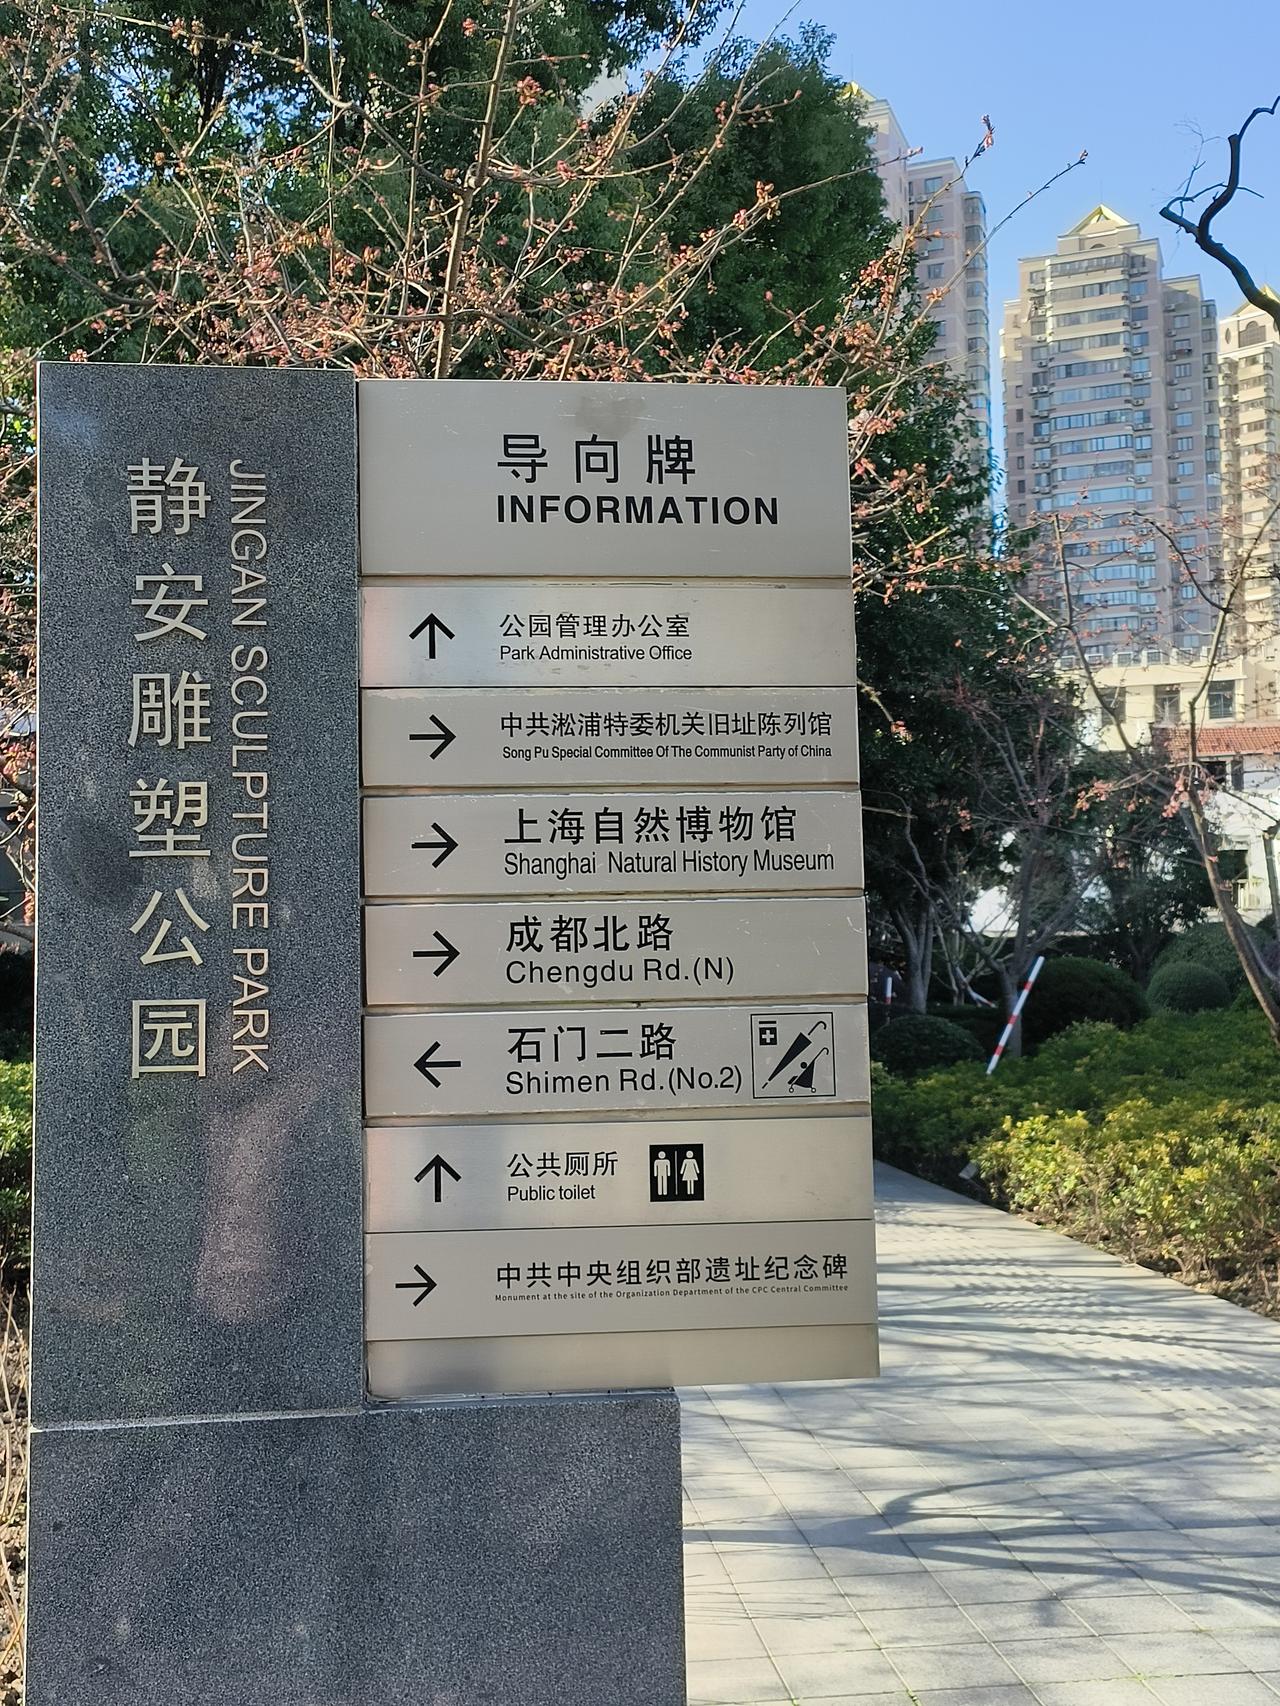 静安雕塑公园
JINGAN SCULPTURE PARK
导向牌
INFORMATION
公园管理办公室
Park Administrative Office
中共淞浦特委机关旧址陈列馆
Song Pu Special Committee Of The Communist Party of China
上海自然博物馆
Shanghai Natural History Museum
成都北路
Chengdu Rd.(N)
石门二路
Shimen Rd.(No.2)
公共厕所
Public toilet
中共中央组织部遗址纪念碑
Monument at the site of the Organization Department of the CPC Central Committee